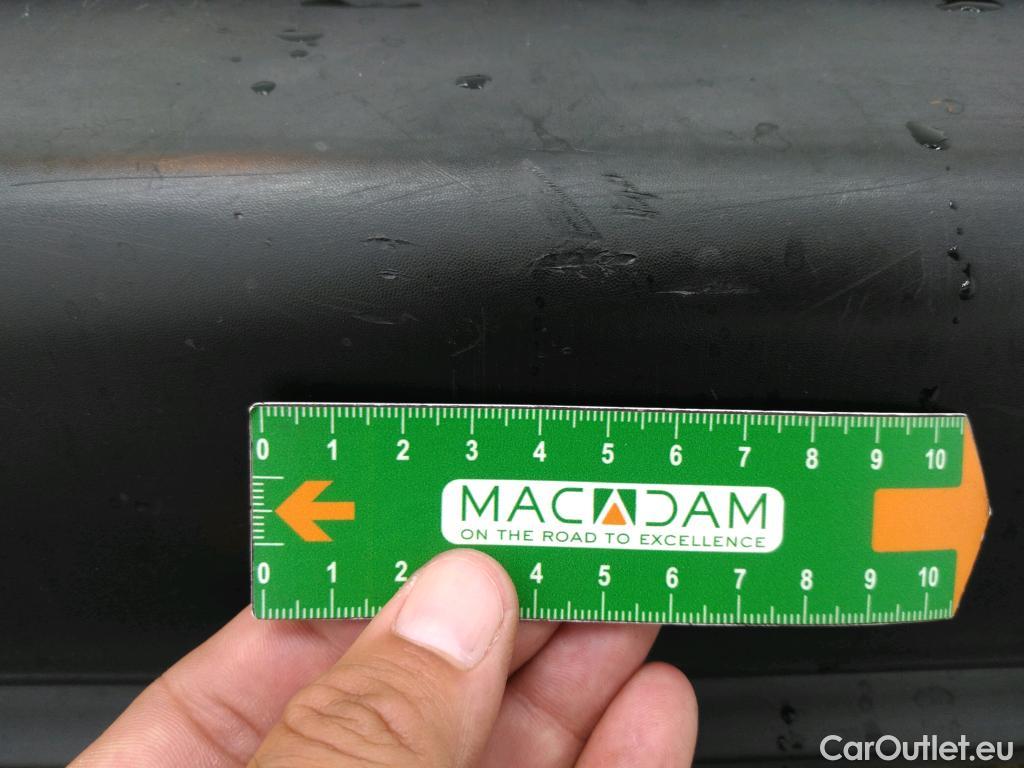 0 1 2 3 4 5 6 7 8 9 10
MACADAM
ON THE ROAD TO EXCELLENCE
0 1 2 4 5 6 7 8 9 10
CarOutlet.eu